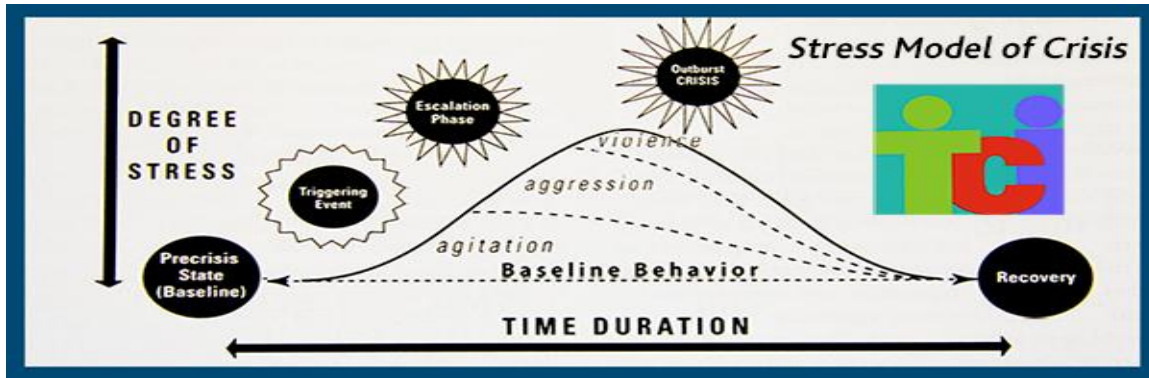 Stress Model of Crisis
DEGREE
OF
STRESS
Outburst
CRISIS
Escalation
Phase
Triggering
Event
violence
aggression
agitation
Precrisis
State
(Baseline)
Baseline Behavior
Recovery
TIME DURATION
TCI